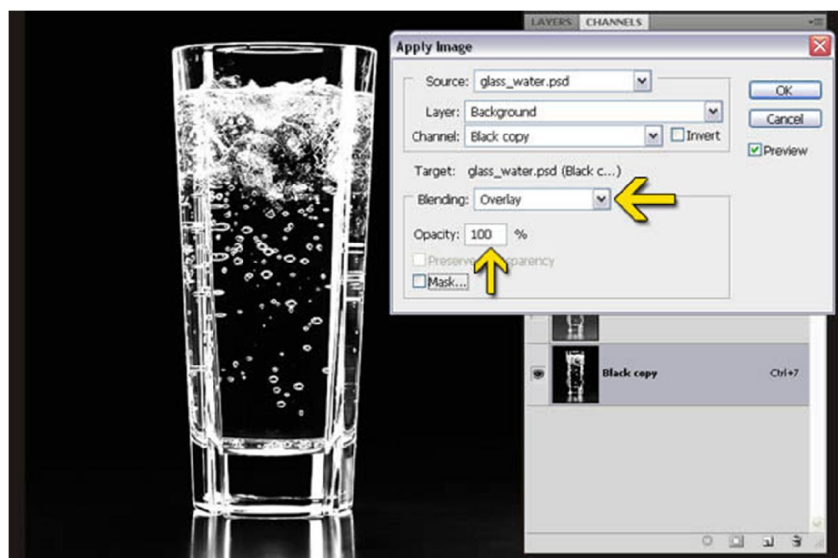 LAYERS CHANNELS
Apply Image
Source: glass_water.psd
OK
Layer: Background
Cancel
Channel: Black copy
Invert
Preview
Target: glass_water.psd (Black c...)
Blending: Overlay
Opacity: 100 %
Preserve
Mask...
Black copy Ctrl+7